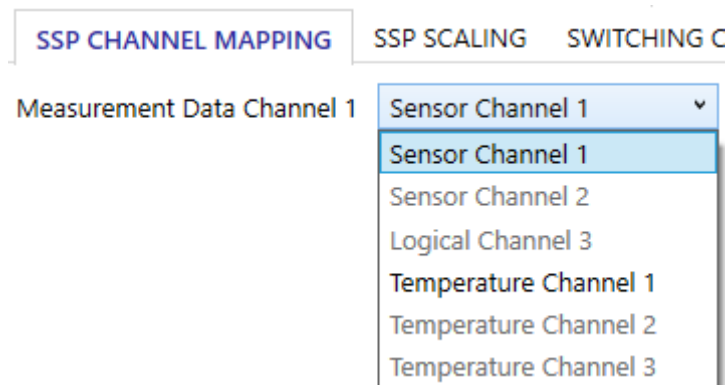 SSP CHANNEL MAPPING SSP SCALING SWITCHING
Measurement Data Channel 1 Sensor Channel 1
Sensor Channel 1
Sensor Channel 2
Logical Channel 3
Temperature Channel 1
Temperature Channel 2
Temperature Channel 3